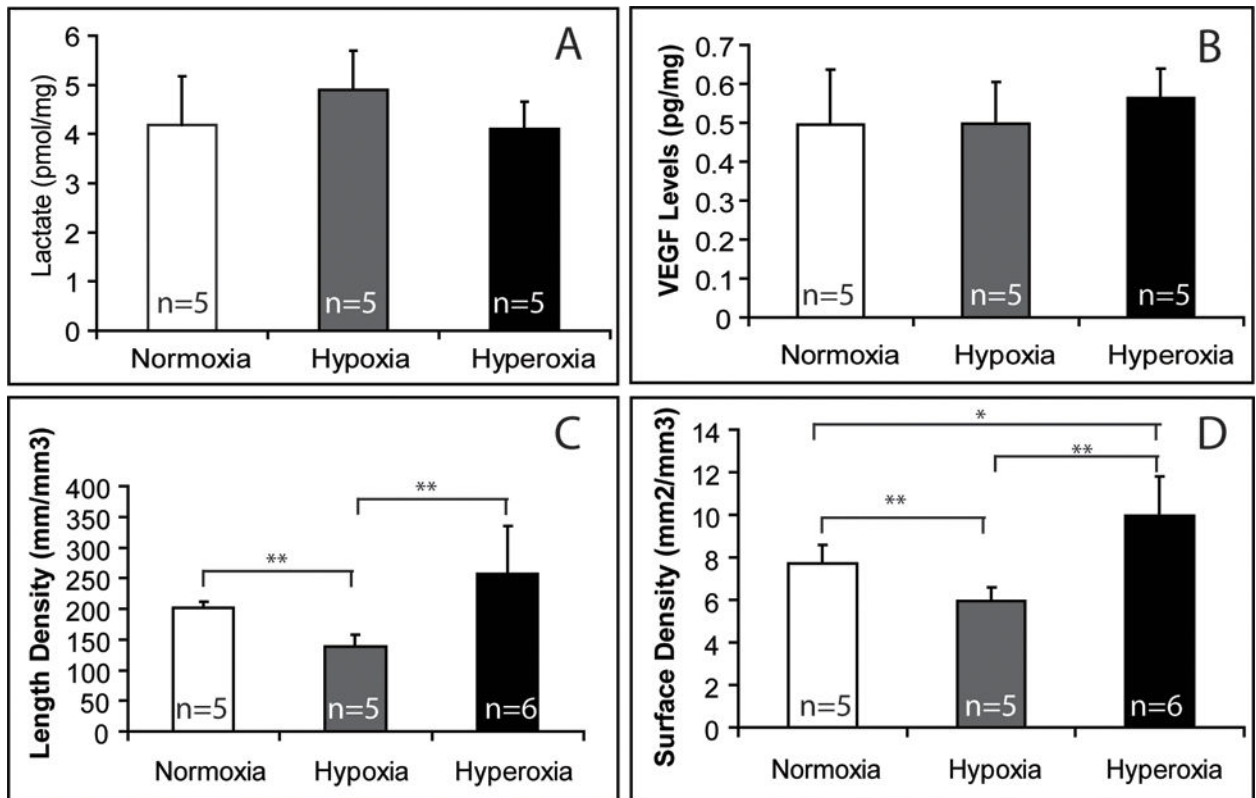 A
Lactate (pmol/mg)
6
5
4
3
2
1
0
n=5
n=5
n=5
Normoxia Hypoxia Hyperoxia
B
VEGF Levels (pg/mg)
0.7
0.6
0.5
0.4
0.3
0.2
0.1
0
n=5
n=5
n=5
Normoxia Hypoxia Hyperoxia
C
Length Density (mm/mm3)
400
350
300
250
200
150
100
50
0
**
**
n=5
n=5
n=6
Normoxia Hypoxia Hyperoxia
D
Surface Density (mm2/mm3)
14
12
10
8
6
4
2
0
*
**
**
n=5
n=5
n=6
Normoxia Hypoxia Hyperoxia